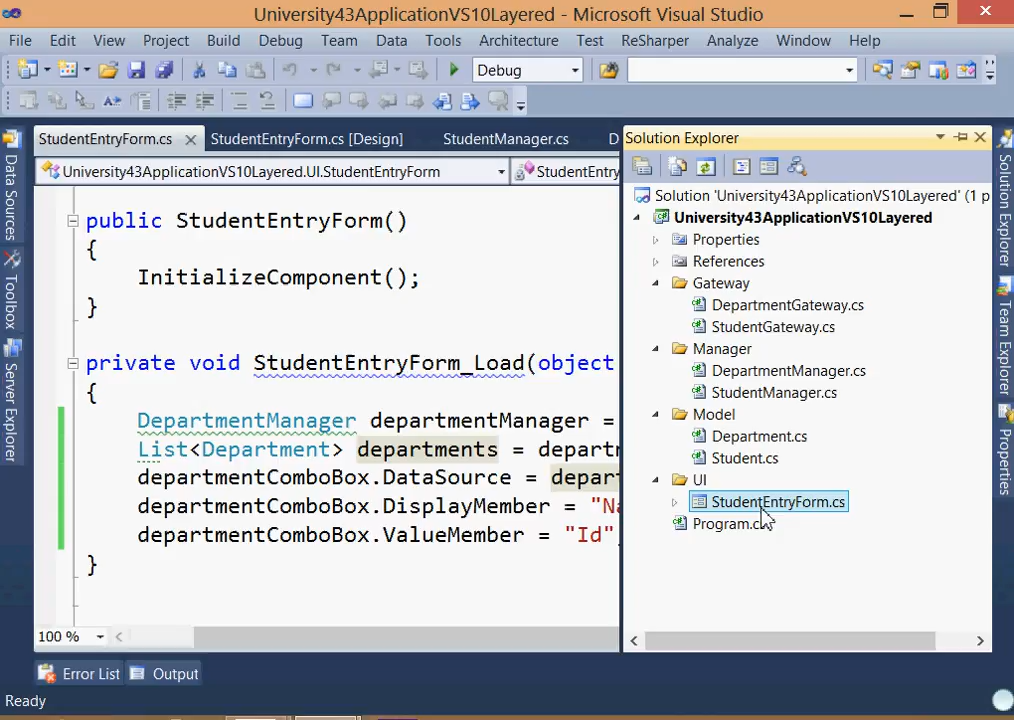 University43ApplicationVS10Layered - Microsoft Visual Studio
File Edit View Project Build Debug Team Data Tools Architecture Test ReSharper Analyze Window Help
Debug
StudentEntryForm.cs StudentEntryForm.cs [Design] StudentManager.cs D
University43ApplicationVS10Layered.UI.StudentEntryForm StudentEntry
public StudentEntryForm()
{
InitializeComponent();
}
private void StudentEntryForm_Load(object
{
DepartmentManager departmentManager =
List<Department> departments = depart
departmentComboBox.DataSource = depar
departmentComboBox.DisplayMember = "Na
departmentComboBox.ValueMember = "Id"
}
100 %
Solution Explorer
Solution 'University43ApplicationVS10Layered' (1 p
University43ApplicationVS10Layered
Properties
References
Gateway
DepartmentGateway.cs
StudentGateway.cs
Manager
DepartmentManager.cs
StudentManager.cs
Model
Department.cs
Student.cs
UI
StudentEntryForm.cs
Program.c
Data Sources
Toolbox
Server Explorer
Solution Explorer
Team Explorer
Properties
Error List Output
Ready